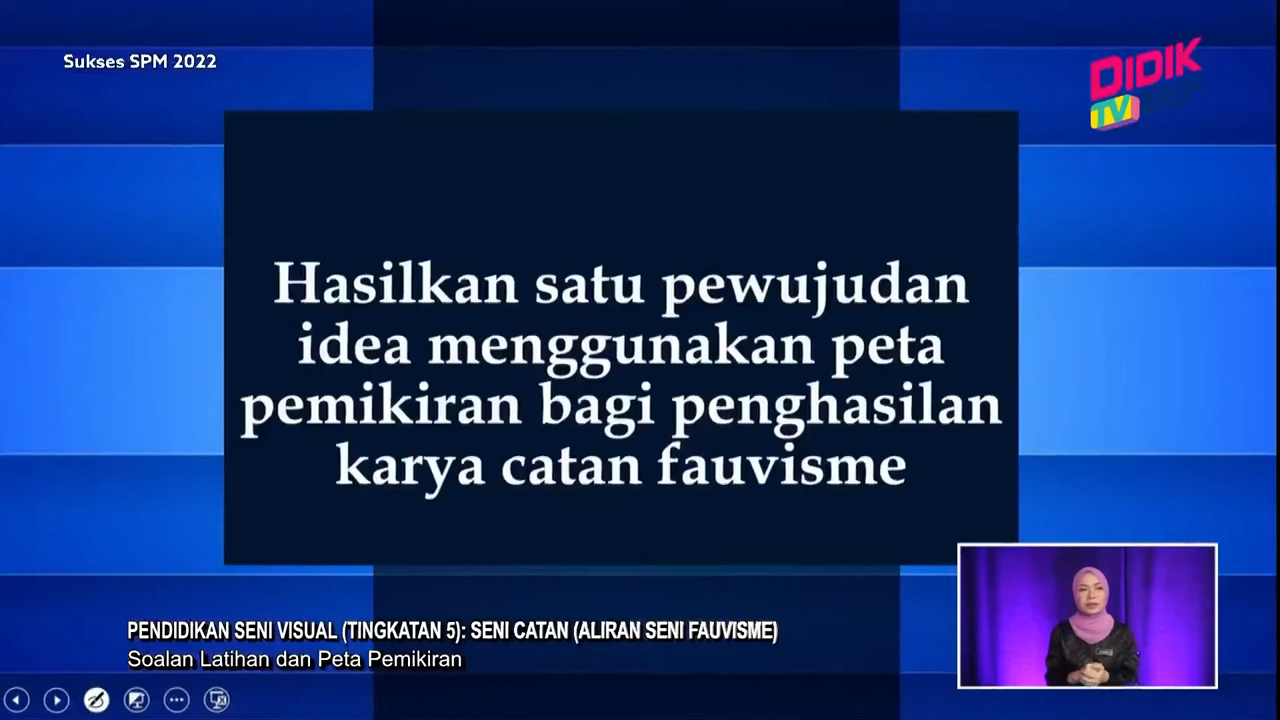 Sukses SPM 2022
DIDIK
TV
Hasilkan satu pewujudan
idea menggunakan peta
pemikiran bagi penghasilan
karya catan fauvisme
PENDIDIKAN SENI VISUAL (TINGKATAN 5): SENI CATAN (ALIRAN SENI FAUVISME)
Soalan Latihan dan Peta Pemikiran